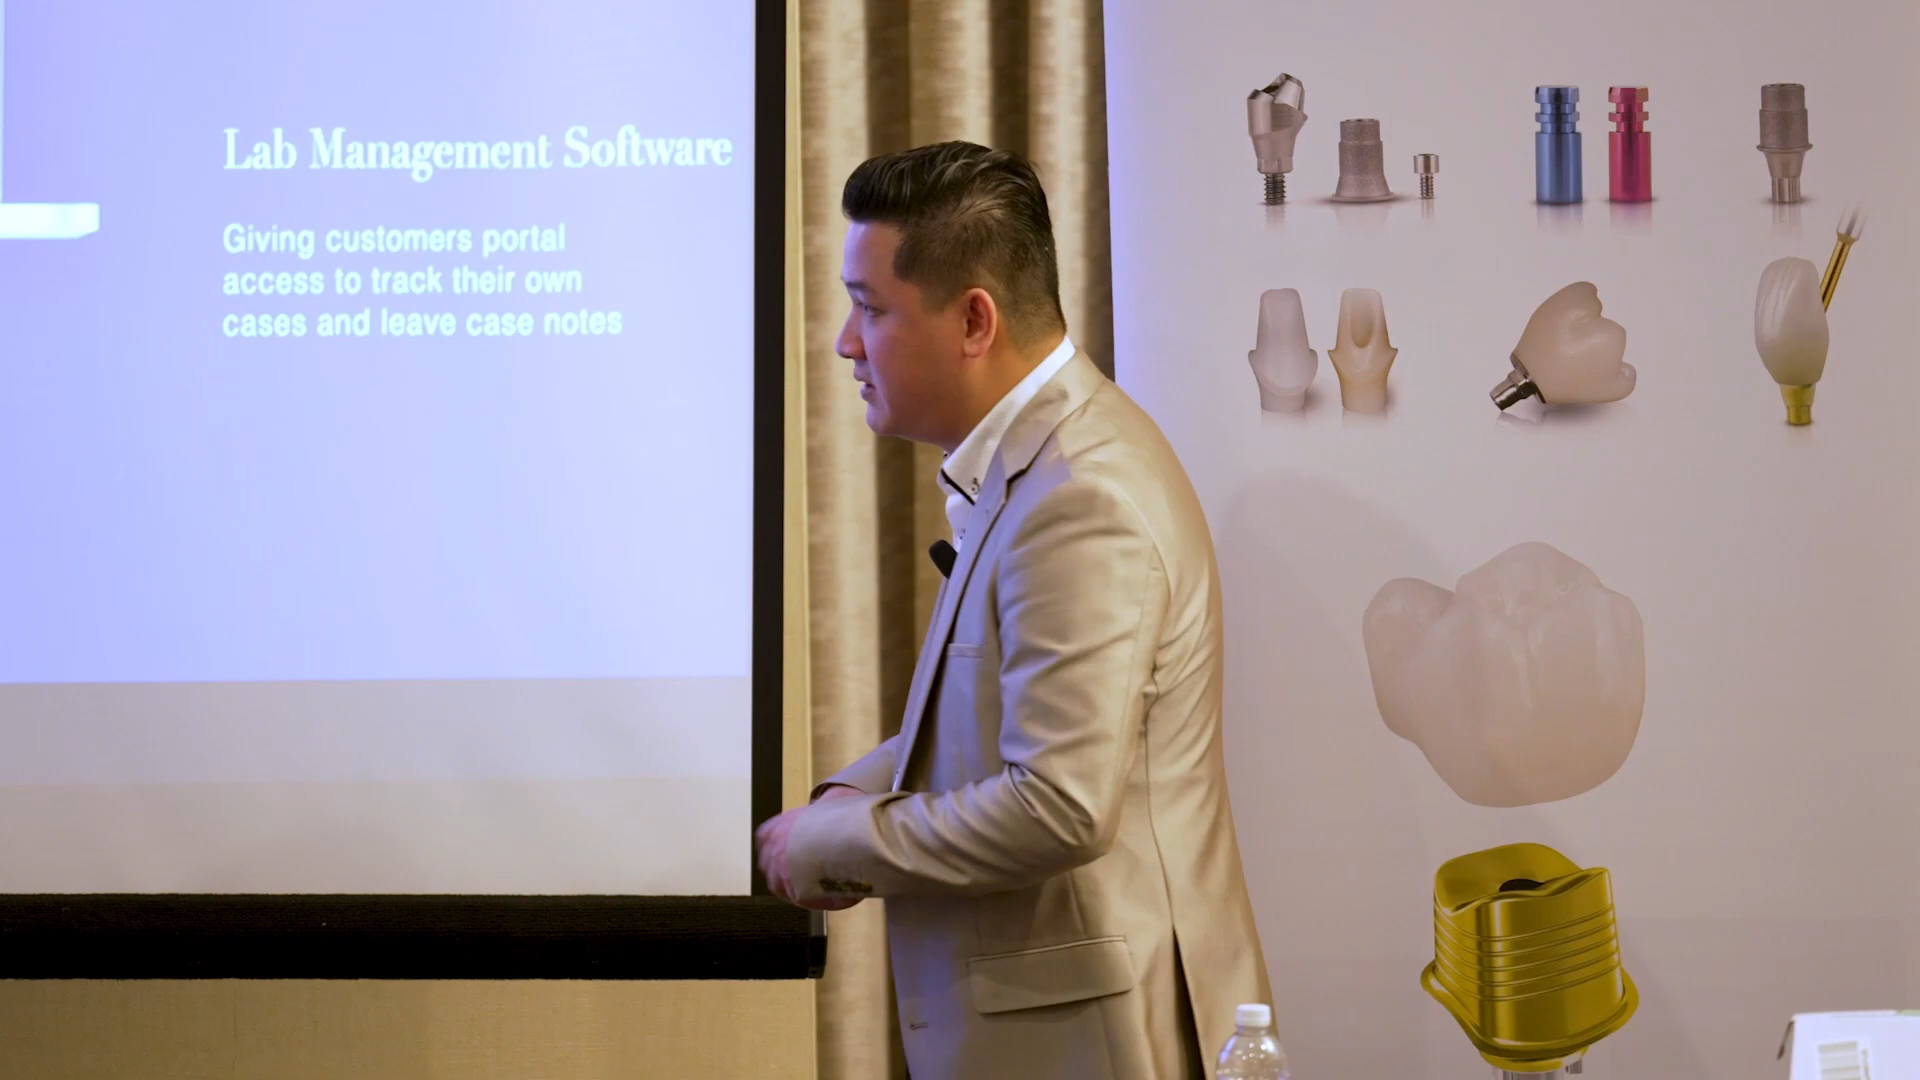 Lab Management Software
Giving customers portal
access to track their own
cases and leave case notes